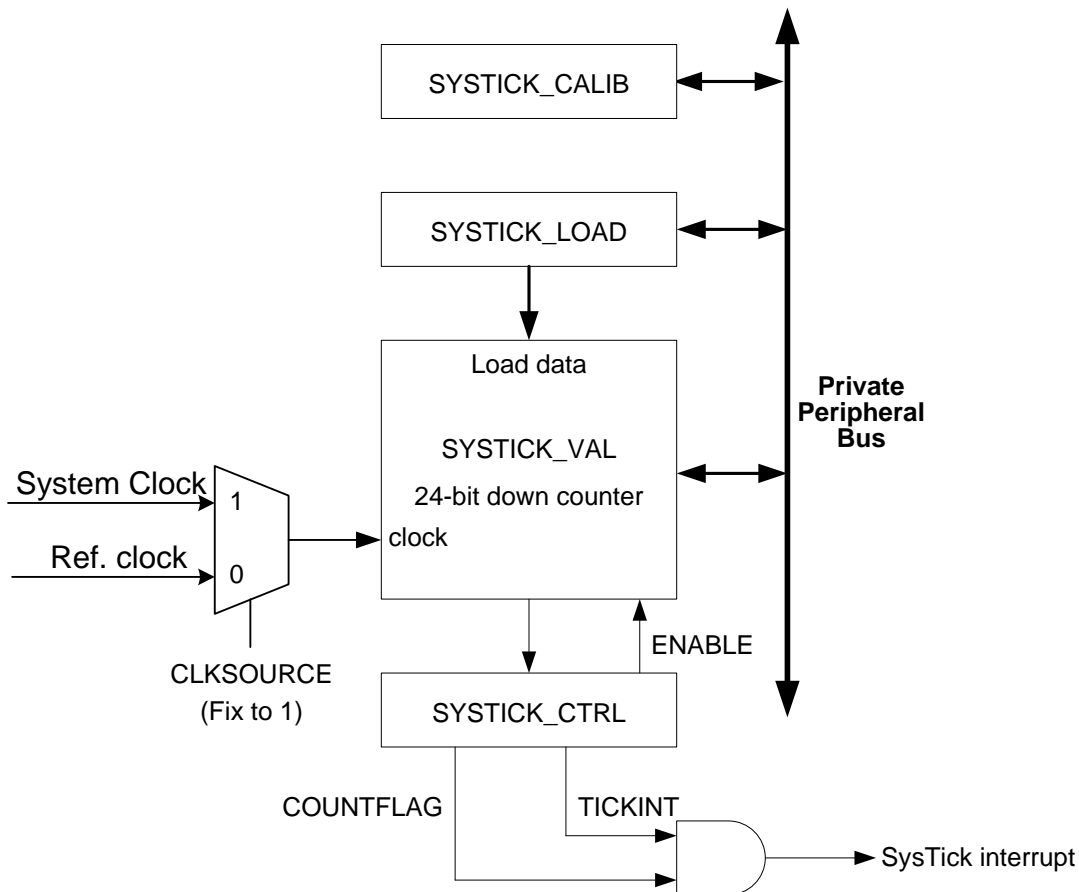 SYSTICK_CALIB
SYSTICK_LOAD
Load data
Private
Peripheral
Bus
SYSTICK_VAL
System Clock
1
24-bit down counter
clock
Ref. clock
0
ENABLE
CLKSOURCE
(Fix to 1)
SYSTICK_CTRL
COUNTFLAG
TICKINT
SysTick interrupt